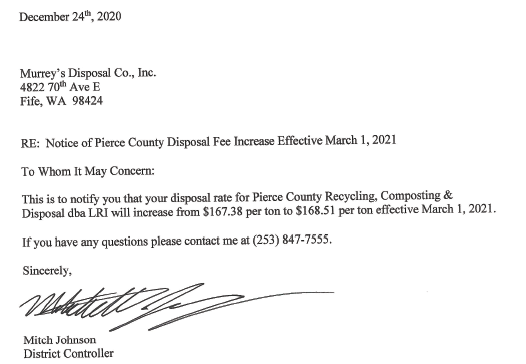 December 24th, 2020
Murrey's Disposal Co., Inc.
4822 70th Ave E
Fife, WA 98424
RE: Notice of Pierce County Disposal Fee Increase Effective March 1, 2021
To Whom It May Concern:
This is to notify you that your disposal rate for Pierce County Recycling, Composting &
Disposal dba LRI will increase from $167.38 per ton to $168.51 per ton effective March 1, 2021.
If you have any questions please contact me at (253) 847-7555.
Sincerely,
Mitch Johnson
District Controller